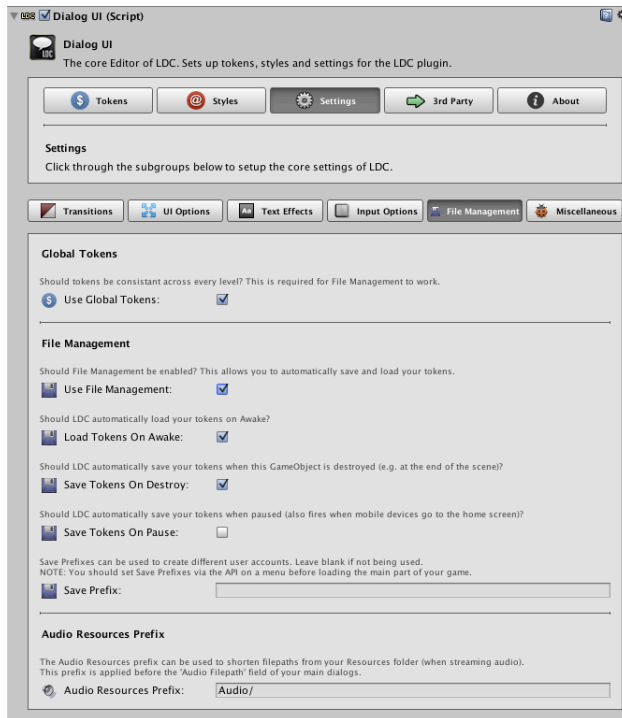 LDC Dialog UI (Script)
LDC
Dialog UI
The core Editor of LDC. Sets up tokens, styles and settings for the LDC plugin.
$ Tokens @ Styles Settings 3rd Party i About
Settings
Click through the subgroups below to setup the core settings of LDC.
Transitions UI Options Aa Text Effects Input Options File Management Miscellaneous
Global Tokens
Should tokens be consistant across every level? This is required for File Management to work.
$ Use Global Tokens:
File Management
Should File Management be enabled? This allows you to automatically save and load your tokens.
Use File Management:
Should LDC automatically load your tokens on Awake?
Load Tokens On Awake:
Should LDC automatically save your tokens when this GameObject is destroyed (e.g. at the end of the scene)?
Save Tokens On Destroy:
Should LDC automatically save your tokens when paused (also fires when mobile devices go to the home screen)?
Save Tokens On Pause:
Save Prefixes can be used to create different user accounts. Leave blank if not being used.
NOTE: You should set Save Prefixes via the API on a menu before loading the main part of your game.
Save Prefix:
Audio Resources Prefix
The Audio Resources prefix can be used to shorten filepaths from your Resources folder (when streaming audio).
This prefix is applied before the 'Audio Filepath' field of your main dialogs.
Audio Resources Prefix: Audio/